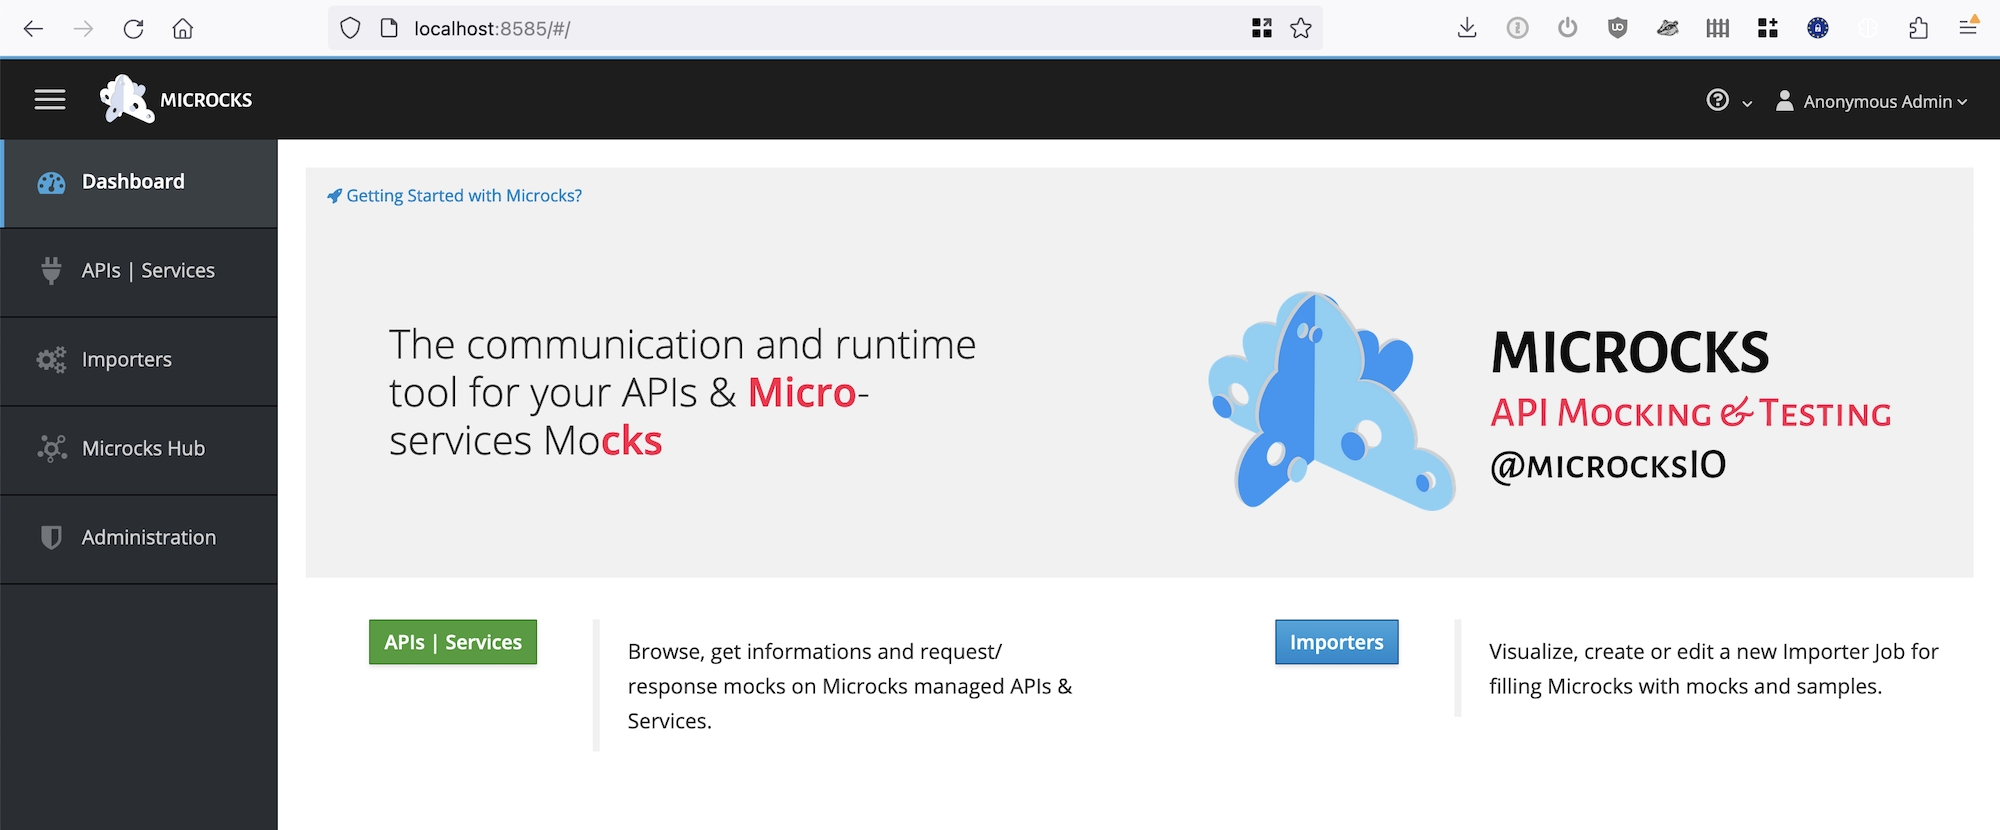 localhost:8585/#/
MICROCKS
Anonymous Admin
Dashboard
APIs | Services
Importers
Microcks Hub
Administration
Getting Started with Microcks?
The communication and runtime
tool for your APIs & Micro-
services Mocks
MICROCKS
API Mocking & Testing
@microcksIO
APIs | Services
Browse, get informations and request/
response mocks on Microcks managed APIs &
Services.
Importers
Visualize, create or edit a new Importer Job for
filling Microcks with mocks and samples.